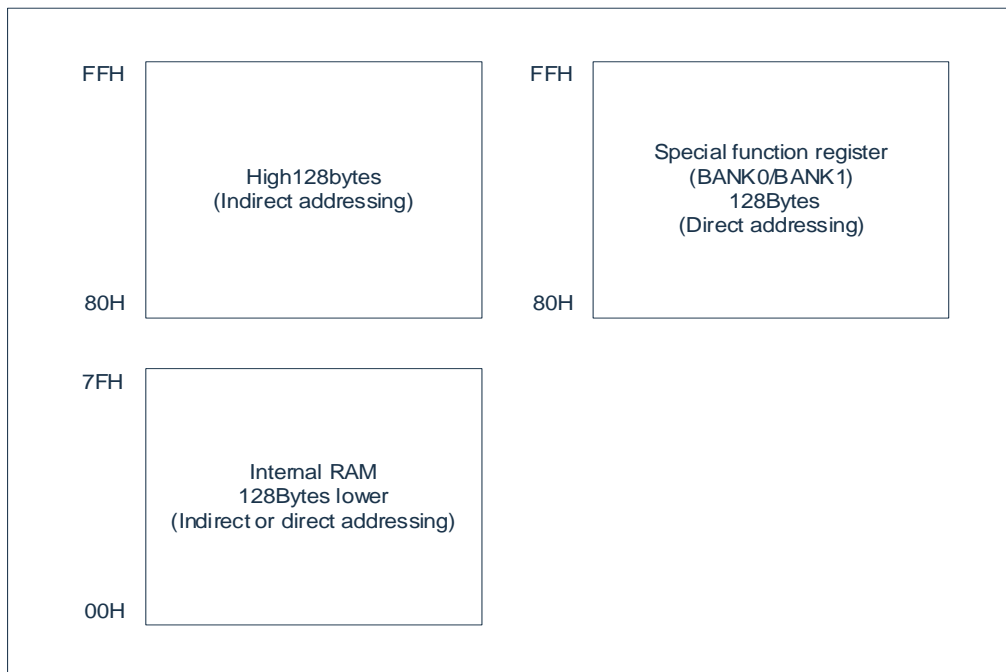 FFH
High128bytes
(Indirect addressing)
80H
FFH
Special function register
(BANK0/BANK1)
128Bytes
(Direct addressing)
80H
7FH
Internal RAM
128Bytes lower
(Indirect or direct addressing)
00H